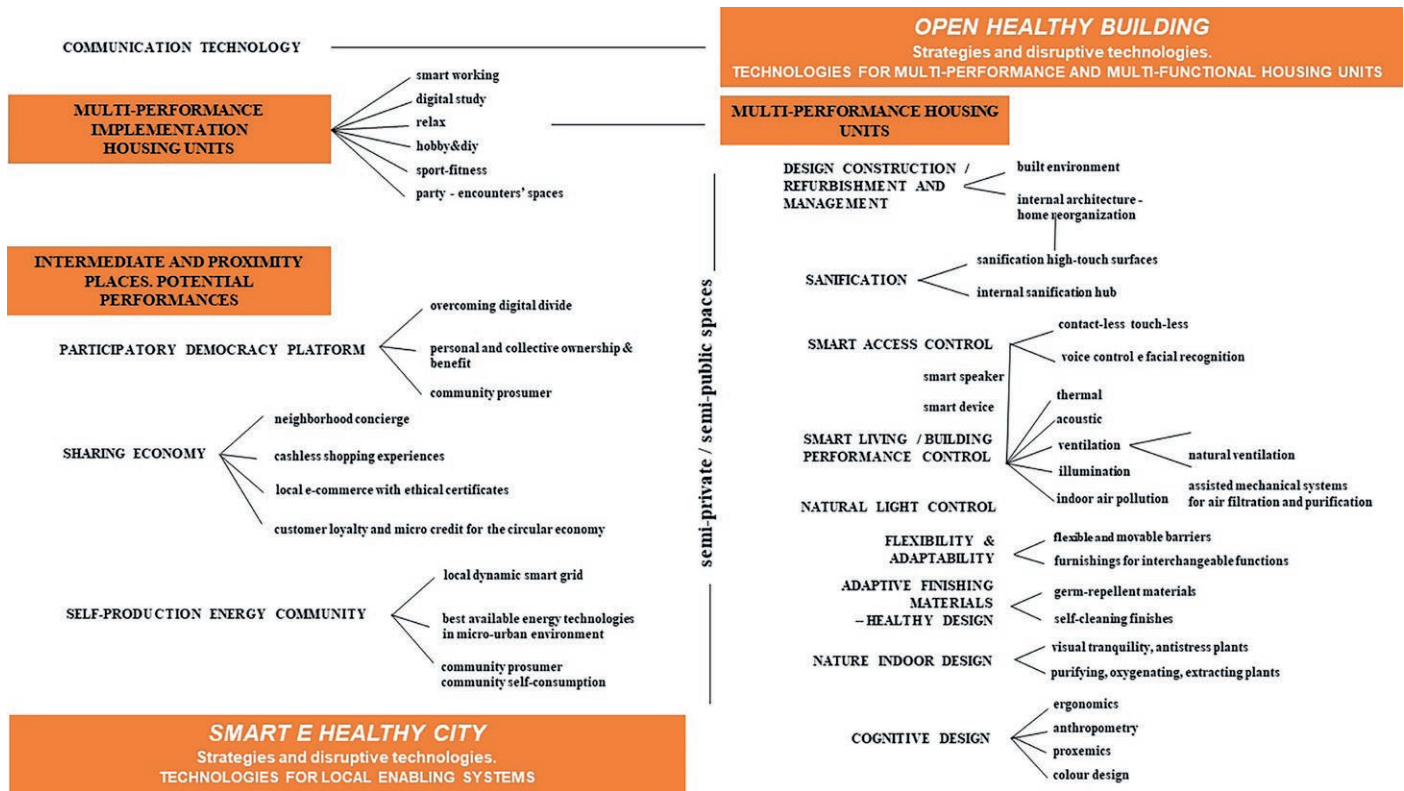 COMMUNICATION TECHNOLOGY
MULTI-PERFORMANCE
IMPLEMENTATION
HOUSING UNITS
smart working
digital study
relax
hobby&diy
sport-fitness
party - encounters' spaces
INTERMEDIATE AND PROXIMITY
PLACES. POTENTIAL
PERFORMANCES
PARTICIPATORY DEMOCRACY PLATFORM
overcoming digital divide
personal and collective ownership &
benefit
community prosumer
SHARING ECONOMY
neighborhood concierge
cashless shopping experiences
local e-commerce with ethical certificates
customer loyalty and micro credit for the circular economy
SELF-PRODUCTION ENERGY COMMUNITY
local dynamic smart grid
best available energy technologies
in micro-urban environment
community prosumer
community self-consumption
SMART E HEALTHY CITY
Strategies and disruptive technologies.
TECHNOLOGIES FOR LOCAL ENABLING SYSTEMS
semi-private / semi-public spaces
OPEN HEALTHY BUILDING
Strategies and disruptive technologies.
TECHNOLOGIES FOR MULTI-PERFORMANCE AND MULTI-FUNCTIONAL HOUSING UNITS
MULTI-PERFORMANCE HOUSING
UNITS
DESIGN CONSTRUCTION /
REFURBISHMENT AND
MANAGEMENT
built environment
internal architecture -
home reorganization
SANIFICATION
sanification high-touch surfaces
internal sanification hub
SMART ACCESS CONTROL
contact-less touch-less
voice control e facial recognition
smart speaker
smart device
SMART LIVING / BUILDING
PERFORMANCE CONTROL
thermal
acoustic
ventilation
illumination
indoor air pollution
natural ventilation
assisted mechanical systems
for air filtration and purification
NATURAL LIGHT CONTROL
FLEXIBILITY &
ADAPTABILITY
flexible and movable barriers
furnishings for interchangeable functions
ADAPTIVE FINISHING
MATERIALS
– HEALTHY DESIGN
germ-repellent materials
self-cleaning finishes
NATURE INDOOR DESIGN
visual tranquility, antistress plants
purifying, oxygenating, extracting plants
COGNITIVE DESIGN
ergonomics
anthropometry
proxemics
colour design